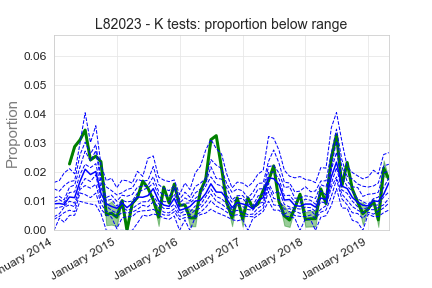 L82023 - K tests: proportion below range
Proportion
0.06
0.05
0.04
0.03
0.02
0.01
0.00
2014
January 2015
January 2016
January 2017
January 2018
January 2019